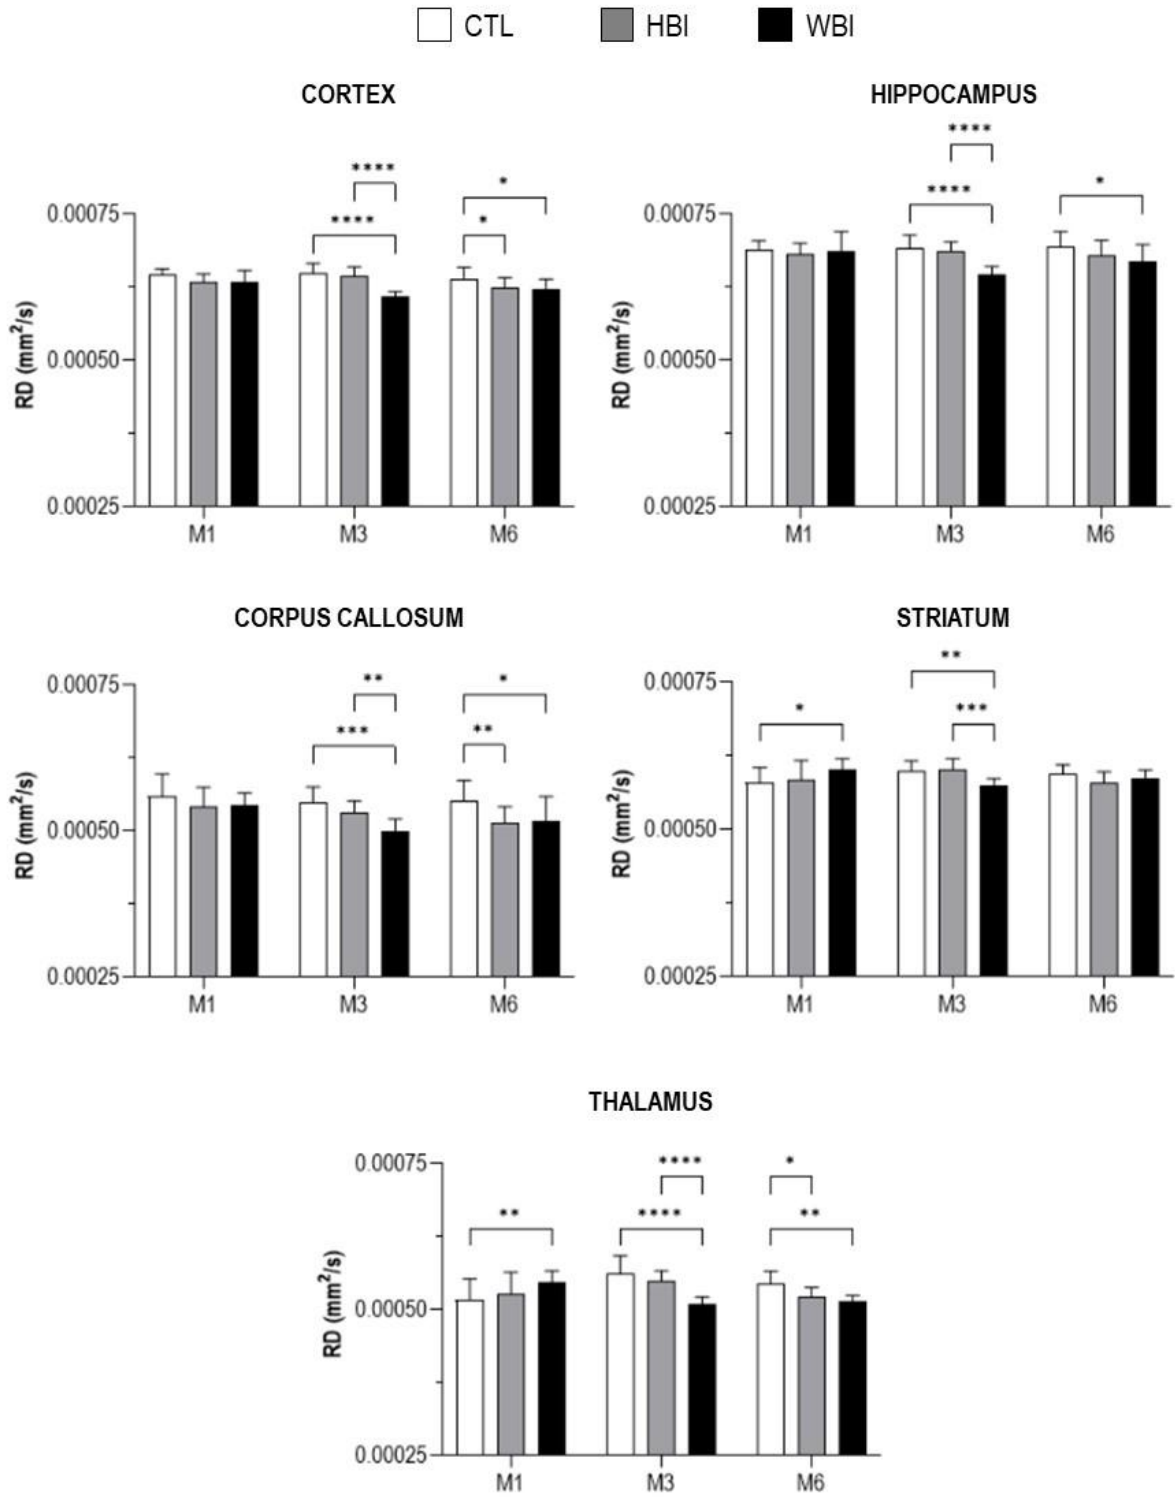 CTL HBI WBI
CORTEX
****
*
****
*
0.00075
0.00050
0.00025
RD (mm²/s)
M1 M3 M6
HIPPOCAMPUS
****
****
*
0.00075
0.00050
0.00025
RD (mm²/s)
M1 M3 M6
CORPUS CALLOSUM
**
*
***
**
0.00075
0.00050
0.00025
RD (mm²/s)
M1 M3 M6
STRIATUM
**
*
***
0.00075
0.00050
0.00025
RD (mm²/s)
M1 M3 M6
THALAMUS
****
*
**
****
**
0.00075
0.00050
0.00025
RD (mm²/s)
M1 M3 M6